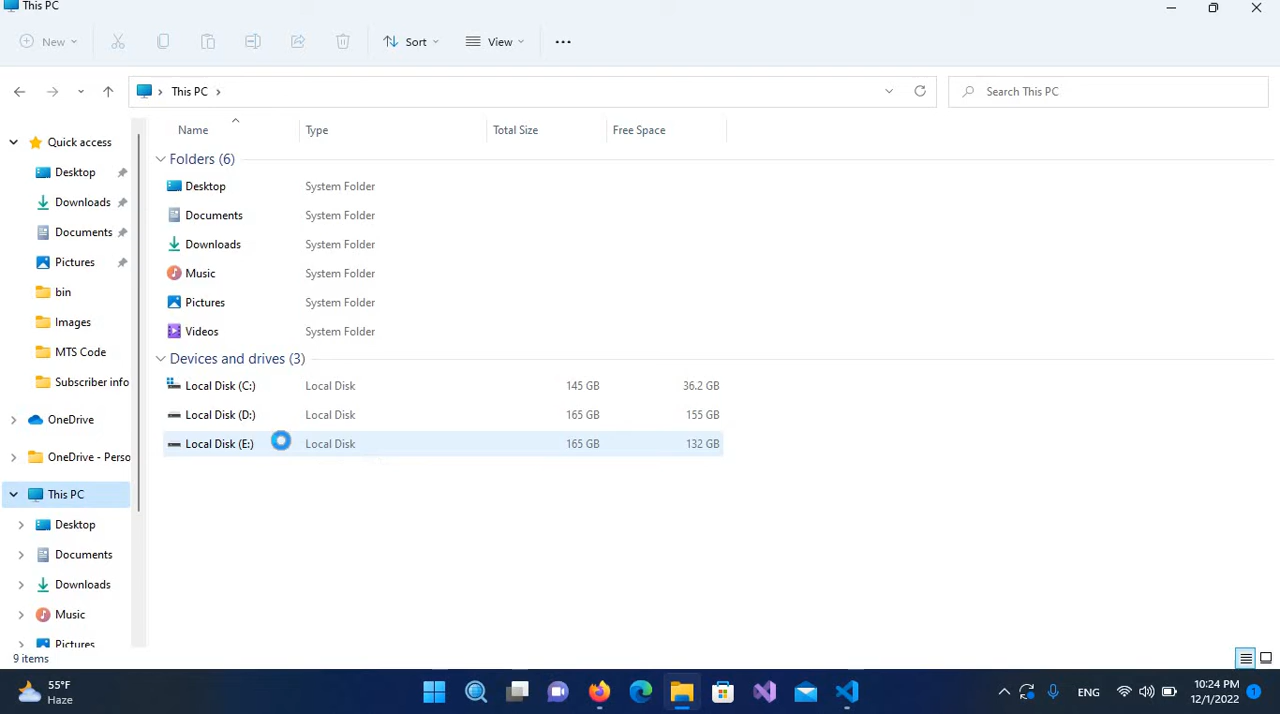 This PC
New
Sort
View
This PC
Search This PC
Name
Type
Total Size
Free Space
Quick access
Desktop
Downloads
Documents
Pictures
bin
Images
MTS Code
Subscriber info
OneDrive
OneDrive - Perso
This PC
Desktop
Documents
Downloads
Music
Pictures
Folders (6)
Desktop System Folder
Documents System Folder
Downloads System Folder
Music System Folder
Pictures System Folder
Videos System Folder
Devices and drives (3)
Local Disk (C:) Local Disk 145 GB 36.2 GB
Local Disk (D:) Local Disk 165 GB 155 GB
Local Disk (E:) Local Disk 165 GB 132 GB
9 items
55°F
Haze
ENG
10:24 PM
12/1/2022
1